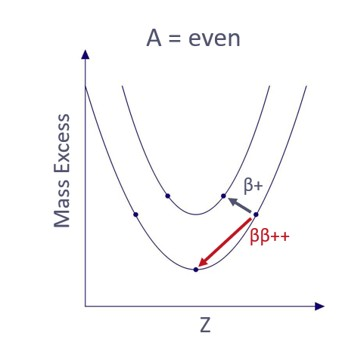 A = even
Mass Excess
β+
ββ++
Z